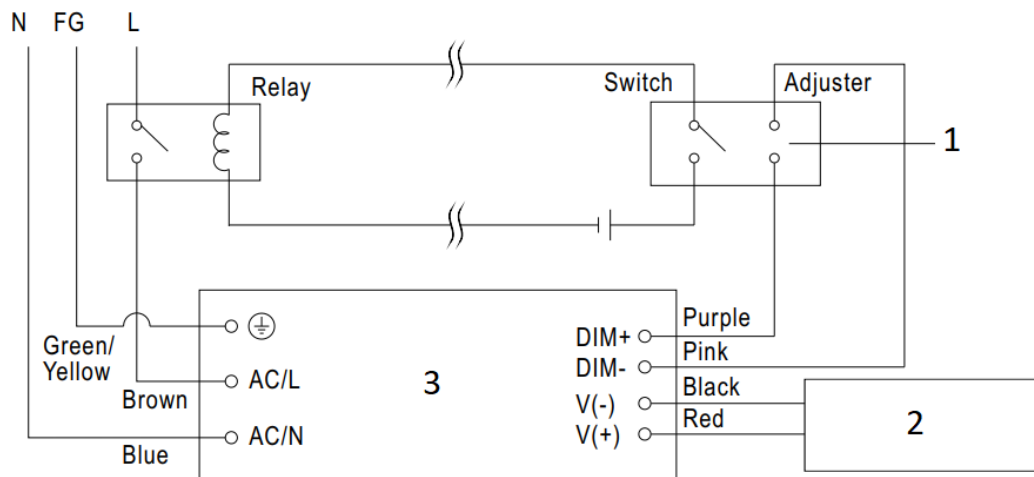 N FG L
Relay
Switch
Adjuster
1
Green/
Yellow
Brown
Blue
AC/L
AC/N
3
DIM+
DIM-
V(-)
V(+)
Purple
Pink
Black
Red
2